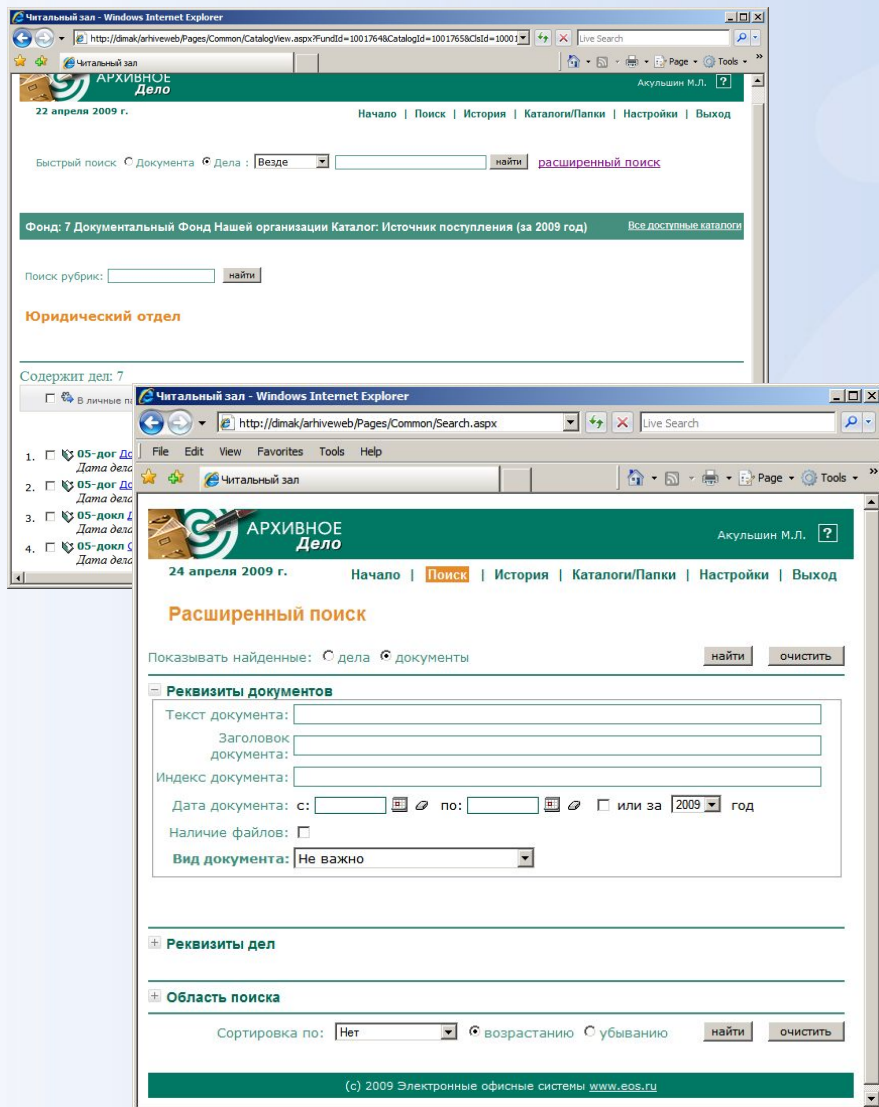 Читальный зал - Windows Internet Explorer
http://dimak/arhiveweb/Pages/Common/CatalogView.aspx?FundId=1001764&CatalogId=1001765&ClsId=10001
Live Search
Читальный зал
Page Tools »
АРХИВНОЕ
Дело
Акульшин М.Л. ?
22 апреля 2009 г.
Начало | Поиск | История | Каталоги/Папки | Настройки | Выход
Быстрый поиск Документа Дела : Везде найти расширенный поиск
Фонд: 7 Документальный Фонд Нашей организации Каталог: Источник поступления (за 2009 год) Все доступные каталоги
Поиск рубрик: найти
Юридический отдел
Содержит дел: 7
В личные
1. 05-дог
Дата дела
2. 05-дог
Дата дела
3. 05-докл
Дата дела
4. 05-докл
Дата дела
Читальный зал - Windows Internet Explorer
http://dimak/arhiveweb/Pages/Common/Search.aspx
Live Search
File Edit View Favorites Tools Help
Читальный зал
Page Tools »
АРХИВНОЕ
Дело
Акульшин М.Л. ?
24 апреля 2009 г.
Начало | Поиск | История | Каталоги/Папки | Настройки | Выход
Расширенный поиск
Показывать найденные: дела документы найти очистить
Реквизиты документов
Текст документа:
Заголовок
документа:
Индекс документа:
Дата документа: с: по: или за 2009 год
Наличие файлов:
Вид документа: Не важно
Реквизиты дел
Область поиска
Сортировка по: Нет возрастанию убыванию найти очистить
(c) 2009 Электронные офисные системы www.eos.ru